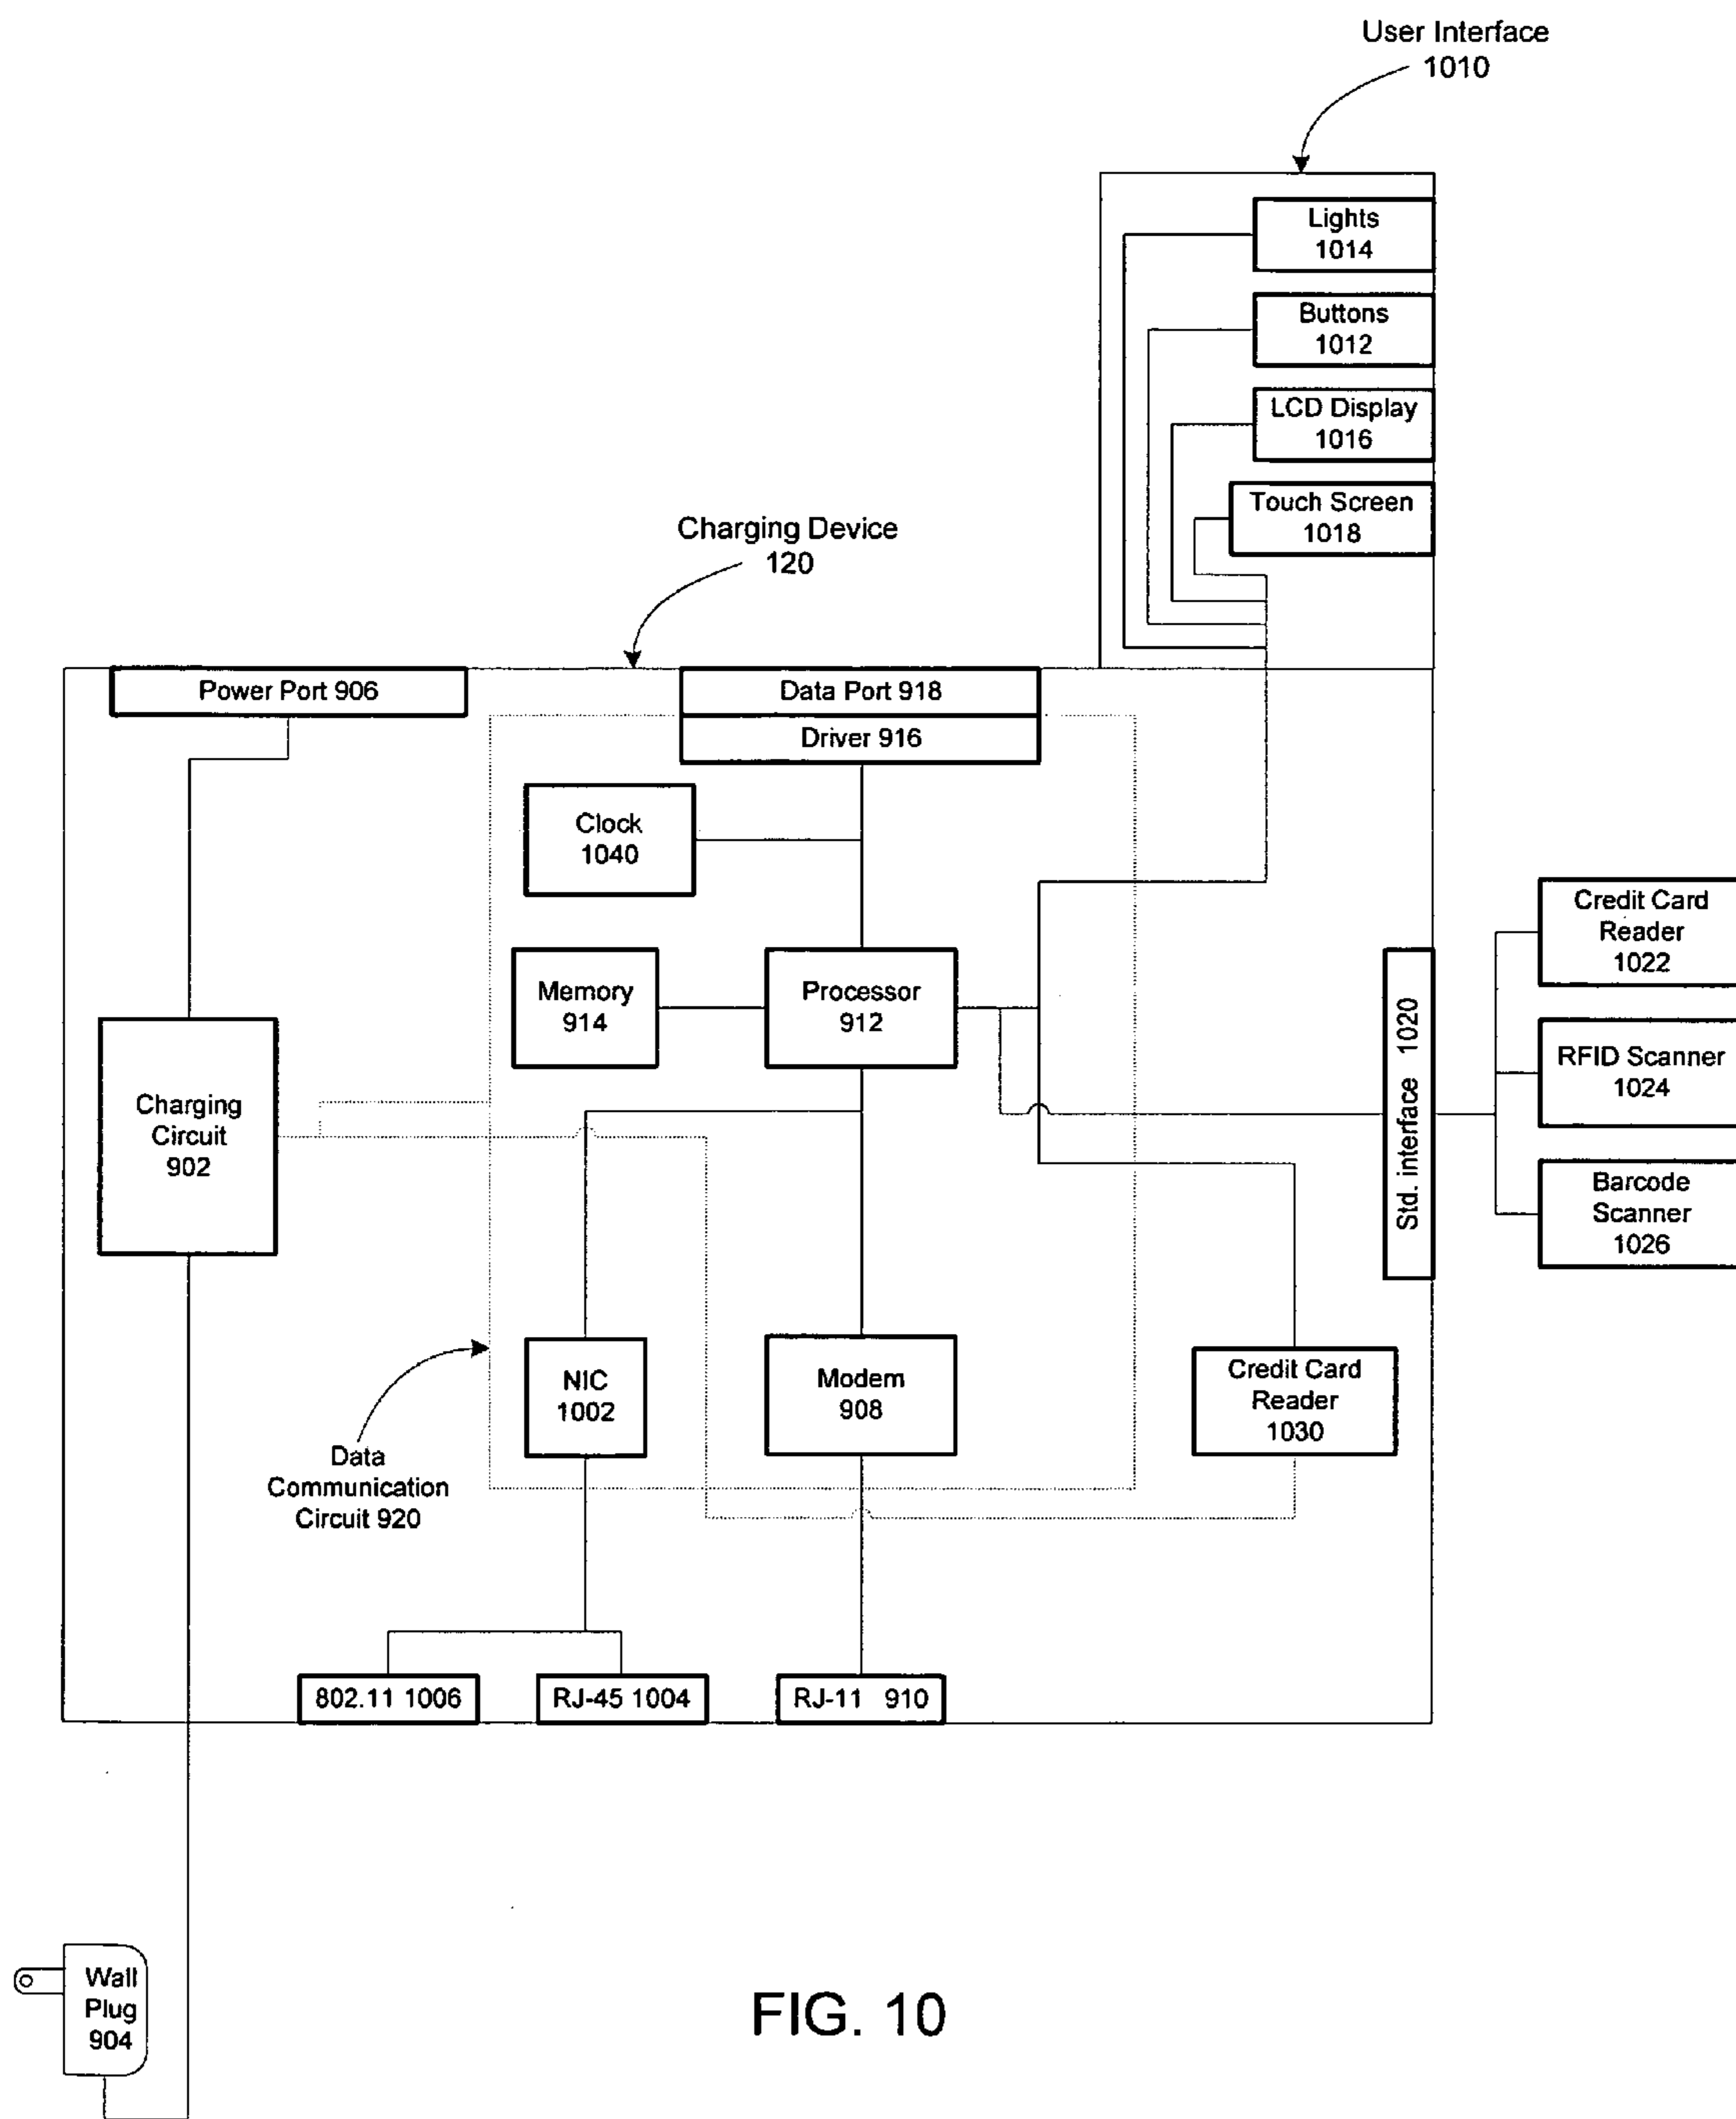 User Interface
1010
Lights
1014
Buttons
1012
LCD Display
1016
Touch Screen
1018
Charging Device
120
Power Port 906
Data Port 918
Driver 916
Clock
1040
Credit Card
Reader
1022
Memory
914
Processor
912
Std. interface 1020
RFID Scanner
1024
Charging
Circuit
902
Barcode
Scanner
1026
NIC
1002
Modem
908
Credit Card
Reader
1030
Data
Communication
Circuit 920
802.11 1006
RJ-45 1004
RJ-11 910
Wall
Plug
904
FIG. 10